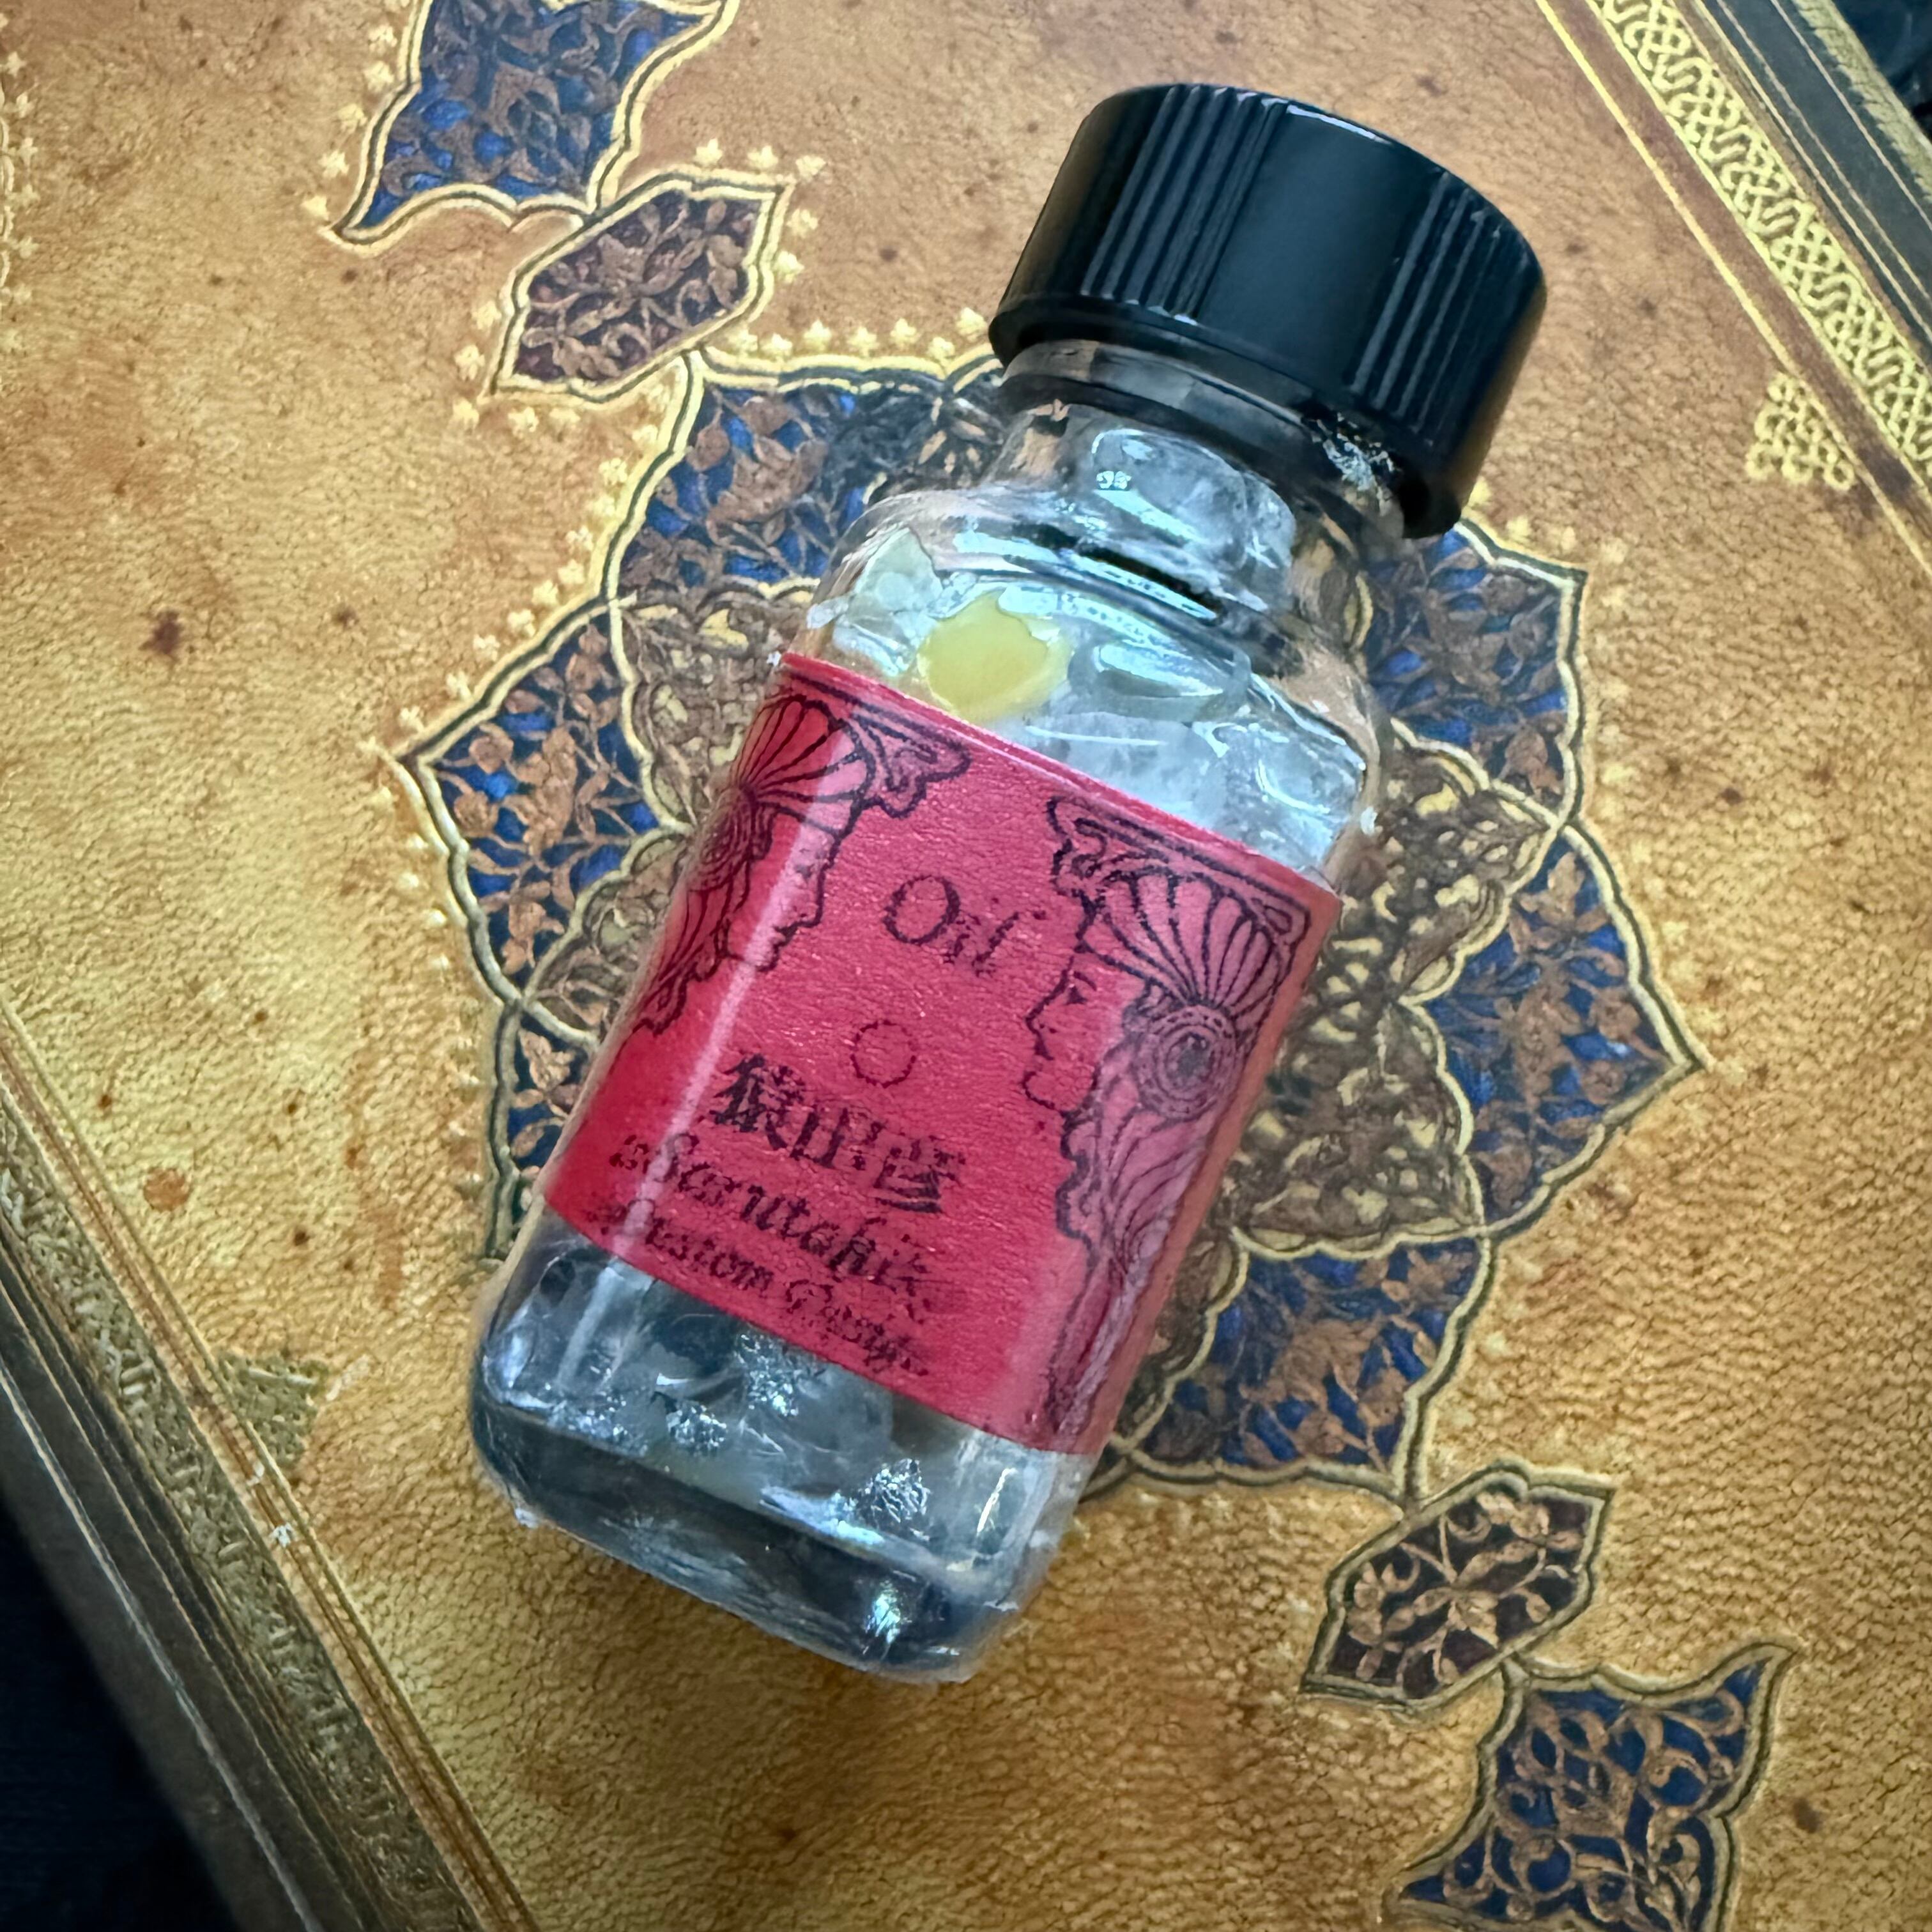 Oil
猿田彦
Sarutahiko